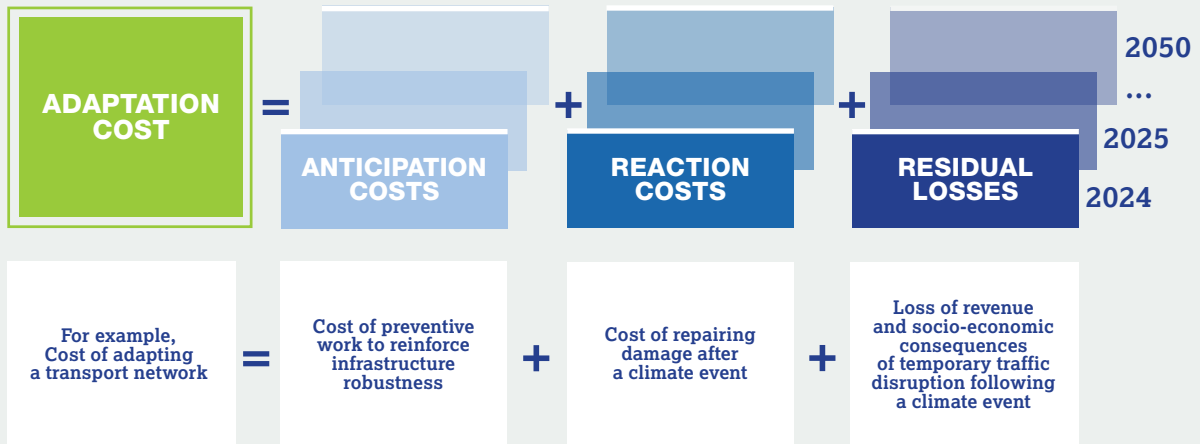 ADAPTATION
COST
=
ANTICIPATION
COSTS
+
REACTION
COSTS
+
RESIDUAL
LOSSES
2050
...
2025
2024
For example,
Cost of adapting
a transport network
=
Cost of preventive
work to reinforce
infrastructure
robustness
+
Cost of repairing
damage after
a climate event
+
Loss of revenue
and socio-economic
consequences
of temporary traffic
disruption following
a climate event